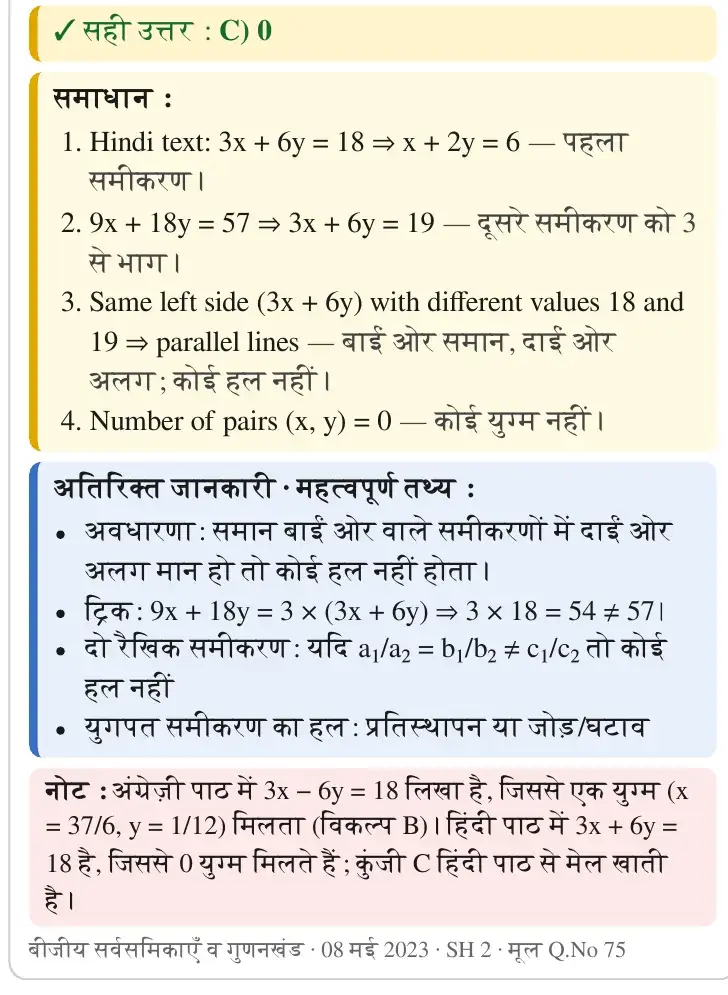 ✓ सही उत्तर : C) 0
समाधान :
1. Hindi text: 3x + 6y = 18 ⇒ x + 2y = 6 — पहला
समीकरण।
2. 9x + 18y = 57 ⇒ 3x + 6y = 19 — दूसरे समीकरण को 3
से भाग।
3. Same left side (3x + 6y) with different values 18 and
19 ⇒ parallel lines — बाईं ओर समान, दाईं ओर
अलग; कोई हल नहीं।
4. Number of pairs (x, y) = 0 — कोई युग्म नहीं।
अतिरिक्त जानकारी · महत्वपूर्ण तथ्य :
• अवधारणा : समान बाईं ओर वाले समीकरणों में दाईं ओर
अलग मान हो तो कोई हल नहीं होता।
• ट्रिक : 9x + 18y = 3 × (3x + 6y) ⇒ 3 × 18 = 54 ≠ 57।
• दो रैखिक समीकरण : यदि a₁/a₂ = b₁/b₂ ≠ c₁/c₂ तो कोई
हल नहीं
• युगपत समीकरण का हल : प्रतिस्थापन या जोड़/घटाव
नोट : अंग्रेज़ी पाठ में 3x – 6y = 18 लिखा है, जिससे एक युग्म (x
= 37/6, y = 1/12) मिलता (विकल्प B)। हिंदी पाठ में 3x + 6y =
18 है, जिससे 0 युग्म मिलते हैं; कुंजी C हिंदी पाठ से मेल खाती
है।
बीजीय सर्वसमिकाएँ व गुणनखंड · 08 मई 2023 · SH 2 · मूल Q.No 75